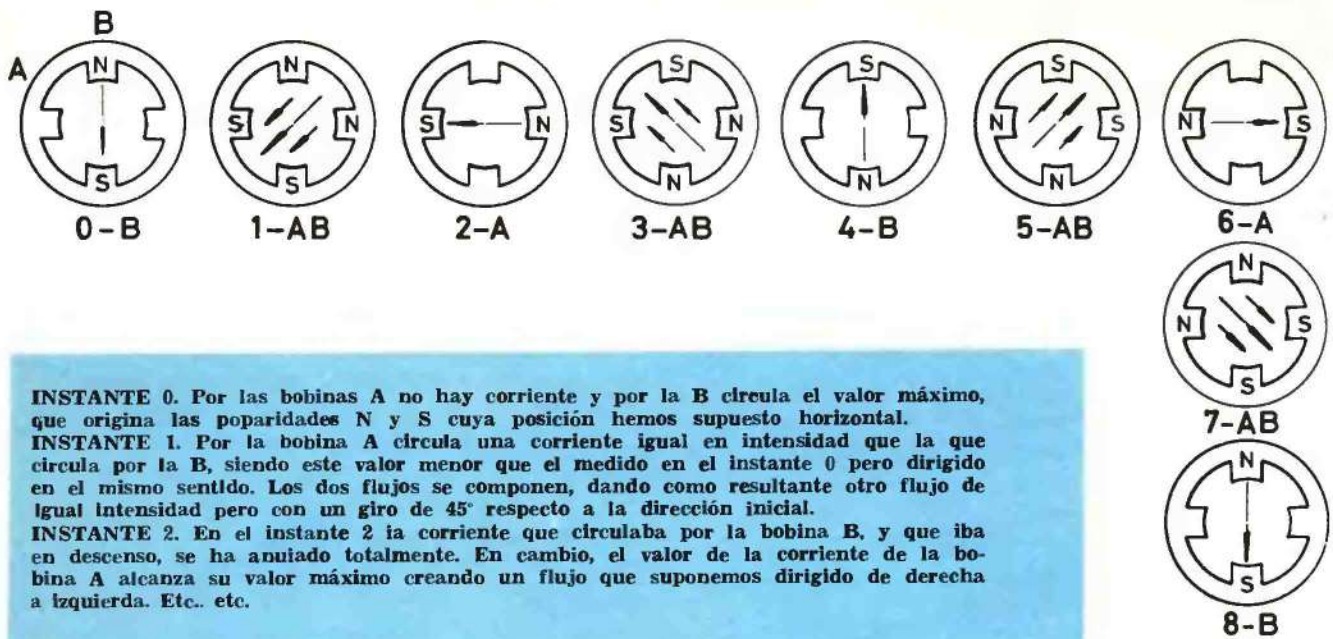 B
A
N N N S S S
S N S N S N N S N S
S S N N N
0-B 1-AB 2-A 3-AB 4-B 5-AB 6-A
N
N S
S
7-AB
N
S
8-B
INSTANTE 0. Por las bobinas A no hay corriente y por la B circula el valor máximo,
que origina las poparidades N y S cuya posición hemos supuesto horizontal.
INSTANTE 1. Por la bobina A circula una corriente igual en intensidad que la que
circula por la B, siendo este valor menor que el medido en el instante 0 pero dirigido
en el mismo sentido. Los dos flujos se componen, dando como resultante otro flujo de
igual intensidad pero con un giro de 45° respecto a la dirección inicial.
INSTANTE 2. En el instante 2 ia corriente que circulaba por la bobina B, y que iba
en descenso, se ha anuiado totalmente. En cambio, el valor de la corriente de la bo-
bina A alcanza su valor máximo creando un flujo que suponemos dirigido de derecha
a izquierda. Etc.. etc.